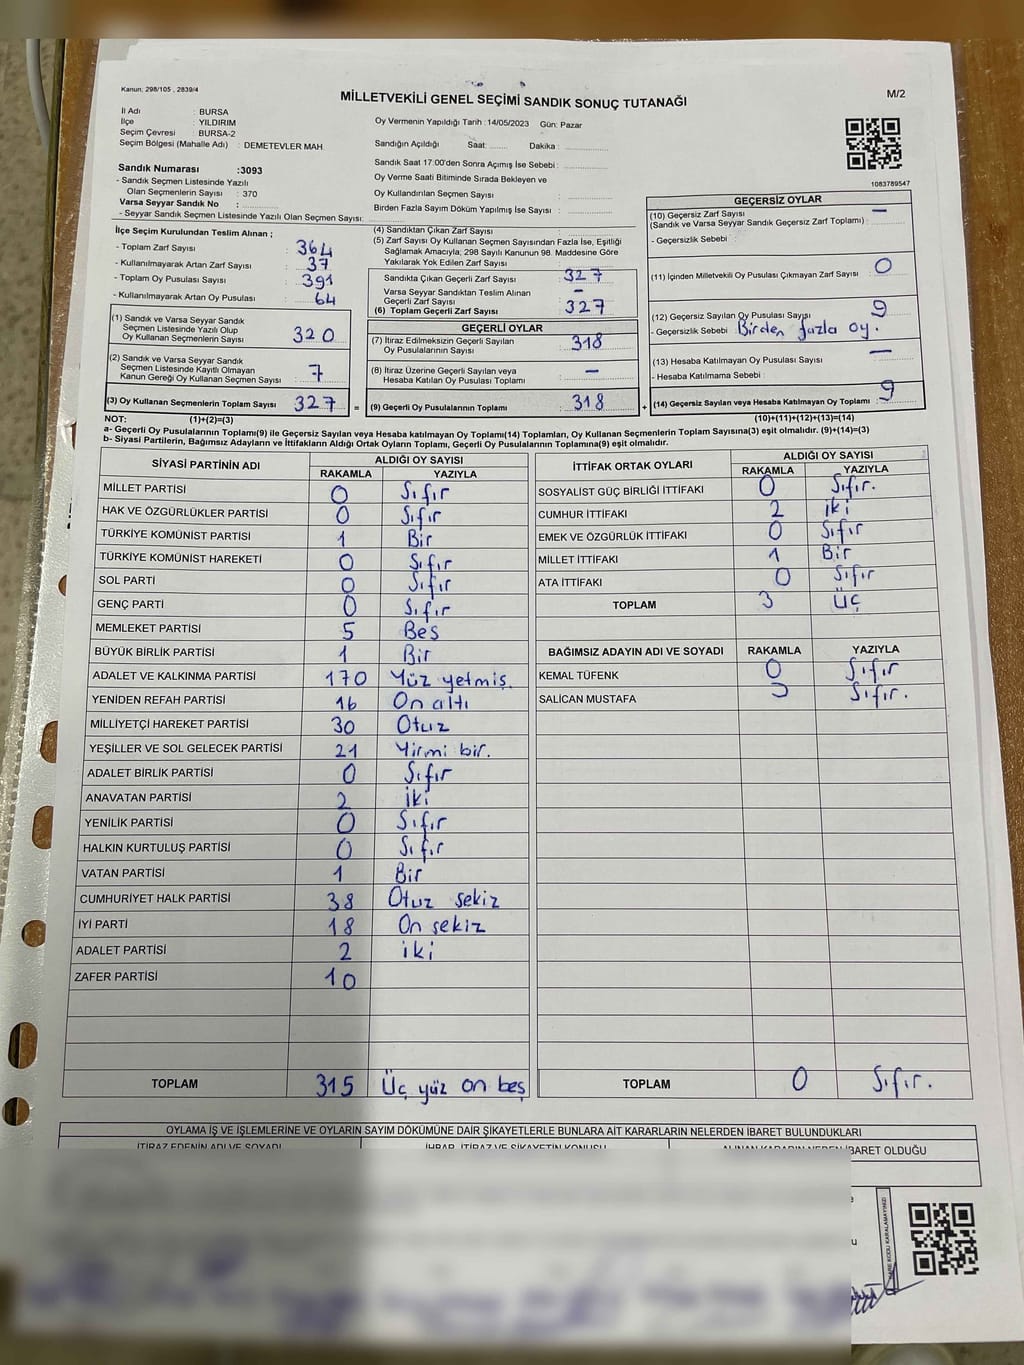 Kanun, 298/105 , 2839/4
MİLLETVEKİLİ GENEL SEÇİMİ SANDIK SONUÇ TUTANAĞI
M/2
İl Adı : BURSA
İlçe : YILDIRIM
Seçim Çevresi : BURSA-2
Seçim Bölgesi (Mahalle Adı) : DEMETEVLER MAH.
Oy Vermenin Yapıldığı Tarih : 14/05/2023 Gün: Pazar
Sandığın Açıldığı Saat: Dakika :
Sandık Saat 17:00'den Sonra Açımış İse Sebebi :
Oy Verme Saati Bitiminde Sırada Bekleyen ve
Oy Kullandırılan Seçmen Sayısı :
Birden Fazla Sayım Döküm Yapılmış İse Sayısı :
1083789547
Sandık Numarası :3093
- Sandık Seçmen Listesinde Yazılı
Olan Seçmenlerin Sayısı : 370
Varsa Seyyar Sandık No :
- Seyyar Sandık Seçmen Listesinde Yazılı Olan Seçmen Sayısı:
İlçe Seçim Kurulundan Teslim Alınan ;
- Toplam Zarf Sayısı : 364
- Kullanılmayarak Artan Zarf Sayısı : 37
- Toplam Oy Pusulası Sayısı : 391
- Kullanılmayarak Artan Oy Pusulası : 64
(1) Sandık ve Varsa Seyyar Sandık
Seçmen Listesinde Yazılı Olup
Oy Kullanan Seçmen Sayısı : 320
(2) Sandık ve Varsa Seyyar Sandık
Seçmen Listesinde Kayıtlı Olmayan
Kanun Gereği Oy Kullanan Seçmen Sayısı : 7
(3) Oy Kullanan Seçmenlerin Toplam Sayısı : 327
(4) Sandıktan Çıkan Zarf Sayısı :
(5) Zarf Sayısı Oy Kullanan Seçmen Sayısından Fazla İse, Eşitliği
Sağlamak Amacıyla, 298 Sayılı Kanunun 98. Maddesine Göre
Yakılarak Yok Edilen Zarf Sayısı :
Sandıkta Çıkan Geçerli Zarf Sayısı : 327
Varsa Seyyar Sandıktan Teslim Alınan
Geçerli Zarf Sayısı : –
(6) Toplam Geçerli Zarf Sayısı : 327
GEÇERLİ OYLAR
(7) İtiraz Edilmeksizin Geçerli Sayılan
Oy Pusulalarının Sayısı : 318
(8) İtiraz Üzerine Geçerli Sayılan veya
Hesaba Katılan Oy Pusulası Toplamı : –
= (9) Geçerli Oy Pusulalarının Toplamı : 318
GEÇERSİZ OYLAR
(10) Geçersiz Zarf Sayısı –
(Sandık ve Varsa Seyyar Sandık Geçersiz Zarf Toplamı) :
- Geçersizlik Sebebi :
(11) İçinden Milletvekili Oy Pusulası Çıkmayan Zarf Sayısı : 0
(12) Geçersiz Sayılan Oy Pusulası Sayısı : 9
- Geçersizlik Sebebi : Birden fazla oy.
(13) Hesaba Katılmayan Oy Pusulası Sayısı : –
- Hesaba Katılmama Sebebi :
+ (14) Geçersiz Sayılan veya Hesaba Katılmayan Oy Toplamı : 9
NOT: (1)+(2)=(3) (10)+(11)+(12)+(13)=(14)
a- Geçerli Oy Pusulalarının Toplamı(9) ile Geçersiz Sayılan veya Hesaba katılmayan Oy Toplamı(14) Toplamları, Oy Kullanan Seçmenlerin Toplam Sayısına(3) eşit olmalıdır. (9)+(14)=(3)
b- Siyasi Partilerin, Bağımsız Adayların ve İttifakların Aldığı Ortak Oyların Toplamı, Geçerli Oy Pusulalarının Toplamına(9) eşit olmalıdır.
SİYASİ PARTİNİN ADI ALDIĞI OY SAYISI
RAKAMLA YAZIYLA
MİLLET PARTİSİ 0 Sıfır
HAK VE ÖZGÜRLÜKLER PARTİSİ 0 Sıfır
TÜRKİYE KOMÜNİST PARTİSİ 1 Bir
TÜRKİYE KOMÜNİST HAREKETİ 0 Sıfır
SOL PARTİ 0 Sıfır
GENÇ PARTİ 0 Sıfır
MEMLEKET PARTİSİ 5 Bes
BÜYÜK BİRLİK PARTİSİ 1 Bir
ADALET VE KALKINMA PARTİSİ 170 Yüz yetmiş.
YENİDEN REFAH PARTİSİ 16 On altı
MİLLİYETÇİ HAREKET PARTİSİ 30 Otuz
YEŞİLLER VE SOL GELECEK PARTİSİ 21 Yirmi bir.
ADALET BİRLİK PARTİSİ 0 Sıfır
ANAVATAN PARTİSİ 2 iki
YENİLİK PARTİSİ 0 Sıfır
HALKIN KURTULUŞ PARTİSİ 0 Sıfır
VATAN PARTİSİ 1 Bir
CUMHURİYET HALK PARTİSİ 38 Otuz sekiz
İYİ PARTİ 18 On sekiz
ADALET PARTİSİ 2 iki
ZAFER PARTİSİ 10
TOPLAM 315 Üç yüz on beş
İTTİFAK ORTAK OYLARI ALDIĞI OY SAYISI
RAKAMLA YAZIYLA
SOSYALİST GÜÇ BİRLİĞİ İTTİFAKI 0 Sıfır.
CUMHUR İTTİFAKI 2 iki
EMEK VE ÖZGÜRLÜK İTTİFAKI 0 Sıfır
MİLLET İTTİFAKI 1 Bir
ATA İTTİFAKI 0 Sıfır
TOPLAM 3 Üç
BAĞIMSIZ ADAYIN ADI VE SOYADI RAKAMLA YAZIYLA
KEMAL TÜFENK 0 Sıfır
SALİCAN MUSTAFA Sıfır.
TOPLAM 0 Sıfır.
OYLAMA İŞ VE İŞLEMLERİNE VE OYLARIN SAYIM DÖKÜMÜNE DAİR ŞİKAYETLERLE BUNLARA AİT KARARLARIN NELERDEN İBARET BULUNDUKLARI
İTİRAZ EDENİN ADI VE SOYADI İHBAR, İTİRAZ VE ŞİKAYETİN KONUSU ALINAN KARARIN NEDEN İBARET OLDUĞU
KARE KODU KARALAMAYINIZ!